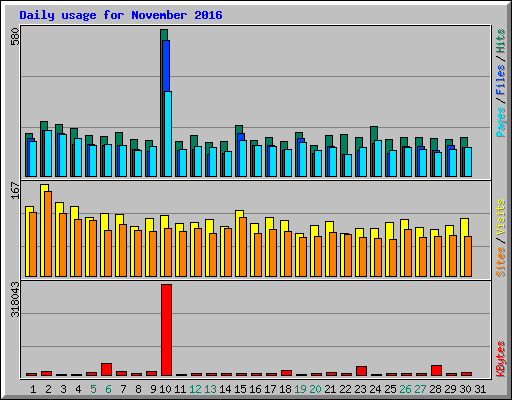 Daily usage for November 2016
580
Pages / Files / Hits
167
Sites / Visits
318043
KBytes
1 2 3 4 5 6 7 8 9 10 11 12 13 14 15 16 17 18 19 20 21 22 23 24 25 26 27 28 29 30 31